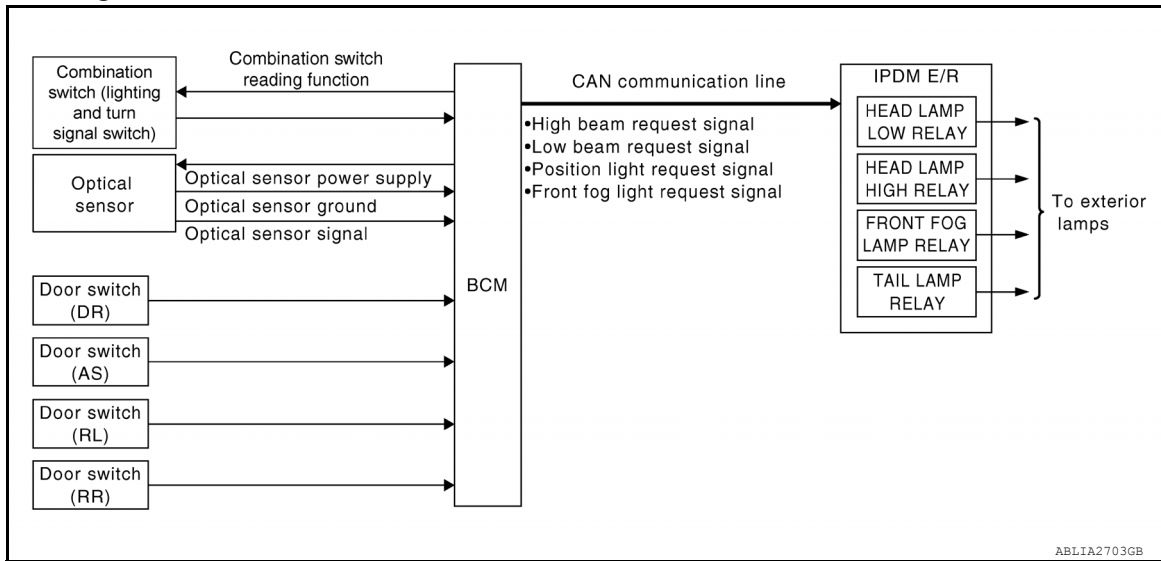 Combination
switch (lighting
and turn
signal switch)
Combination switch
reading function
Optical
sensor
Optical sensor power supply
Optical sensor ground
Optical sensor signal
Door switch
(DR)
Door switch
(AS)
Door switch
(RL)
Door switch
(RR)
BCM
CAN communication line
•High beam request signal
•Low beam request signal
•Position light request signal
•Front fog light request signal
IPDM E/R
HEAD LAMP
LOW RELAY
HEAD LAMP
HIGH RELAY
FRONT FOG
LAMP RELAY
TAIL LAMP
RELAY
To exterior
lamps
ABLIA2703GB